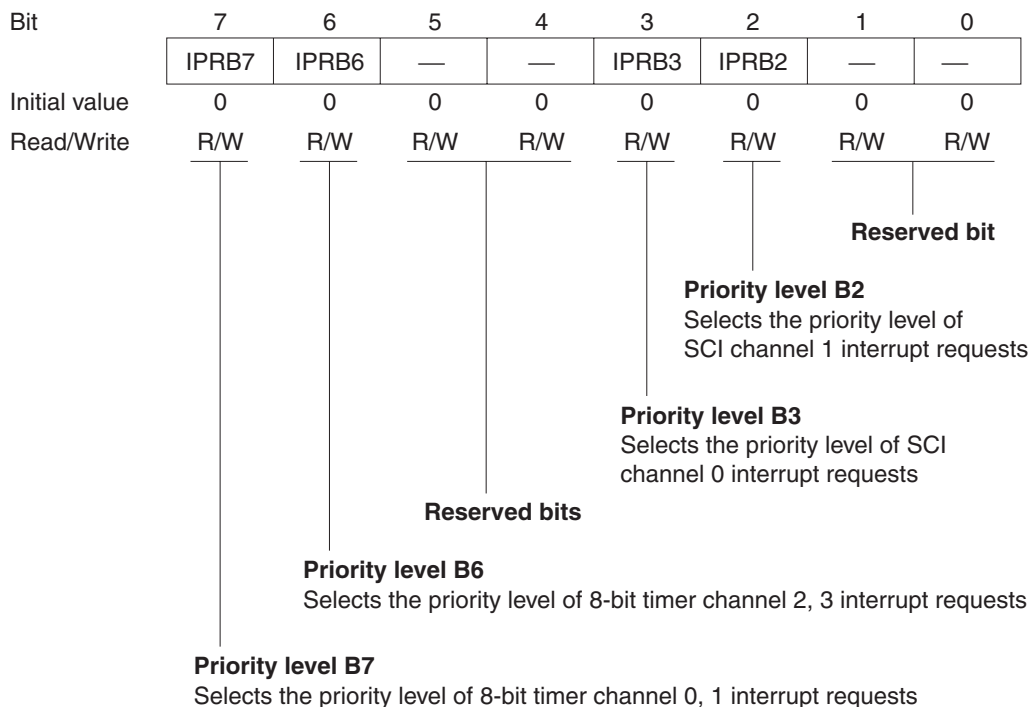 Bit 7 6 5 4 3 2 1 0
IPRB7 IPRB6 — — IPRB3 IPRB2 — —
Initial value 0 0 0 0 0 0 0 0
Read/Write R/W R/W R/W R/W R/W R/W R/W R/W
Reserved bit
Priority level B2
Selects the priority level of
SCI channel 1 interrupt requests
Priority level B3
Selects the priority level of SCI
channel 0 interrupt requests
Reserved bits
Priority level B6
Selects the priority level of 8-bit timer channel 2, 3 interrupt requests
Priority level B7
Selects the priority level of 8-bit timer channel 0, 1 interrupt requests